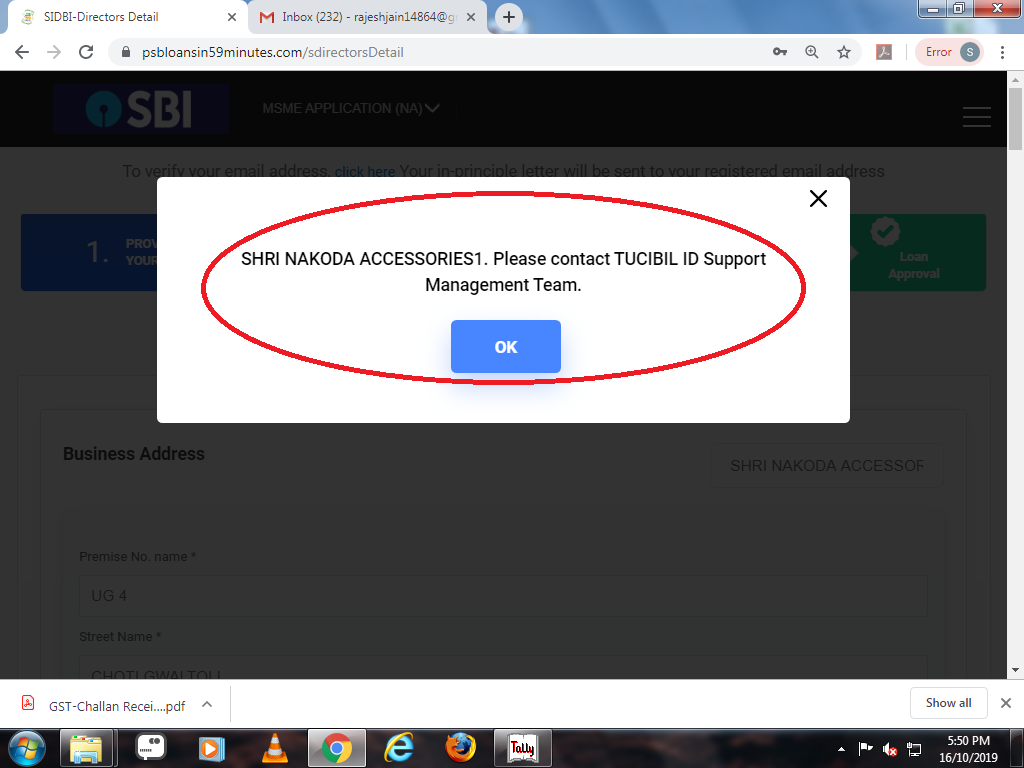 SIDBI-Directors Detail
Inbox (232) - rajeshjain14864@g
psbloansin59minutes.com/sdirectorsDetail
Error S
SBI
MSME APPLICATION (NA)
To verify your email address, click here Your in-principle letter will be sent to your registered email address
1. PROV
YOUR
Loan
Approval
SHRI NAKODA ACCESSORIES1. Please contact TUCIBIL ID Support
Management Team.
OK
Business Address
SHRI NAKODA ACCESSOR
Premise No. name *
UG 4
Street Name *
CHOTI GWALTOLI
GST-Challan Recei....pdf
Show all
Tally
5:50 PM
16/10/2019